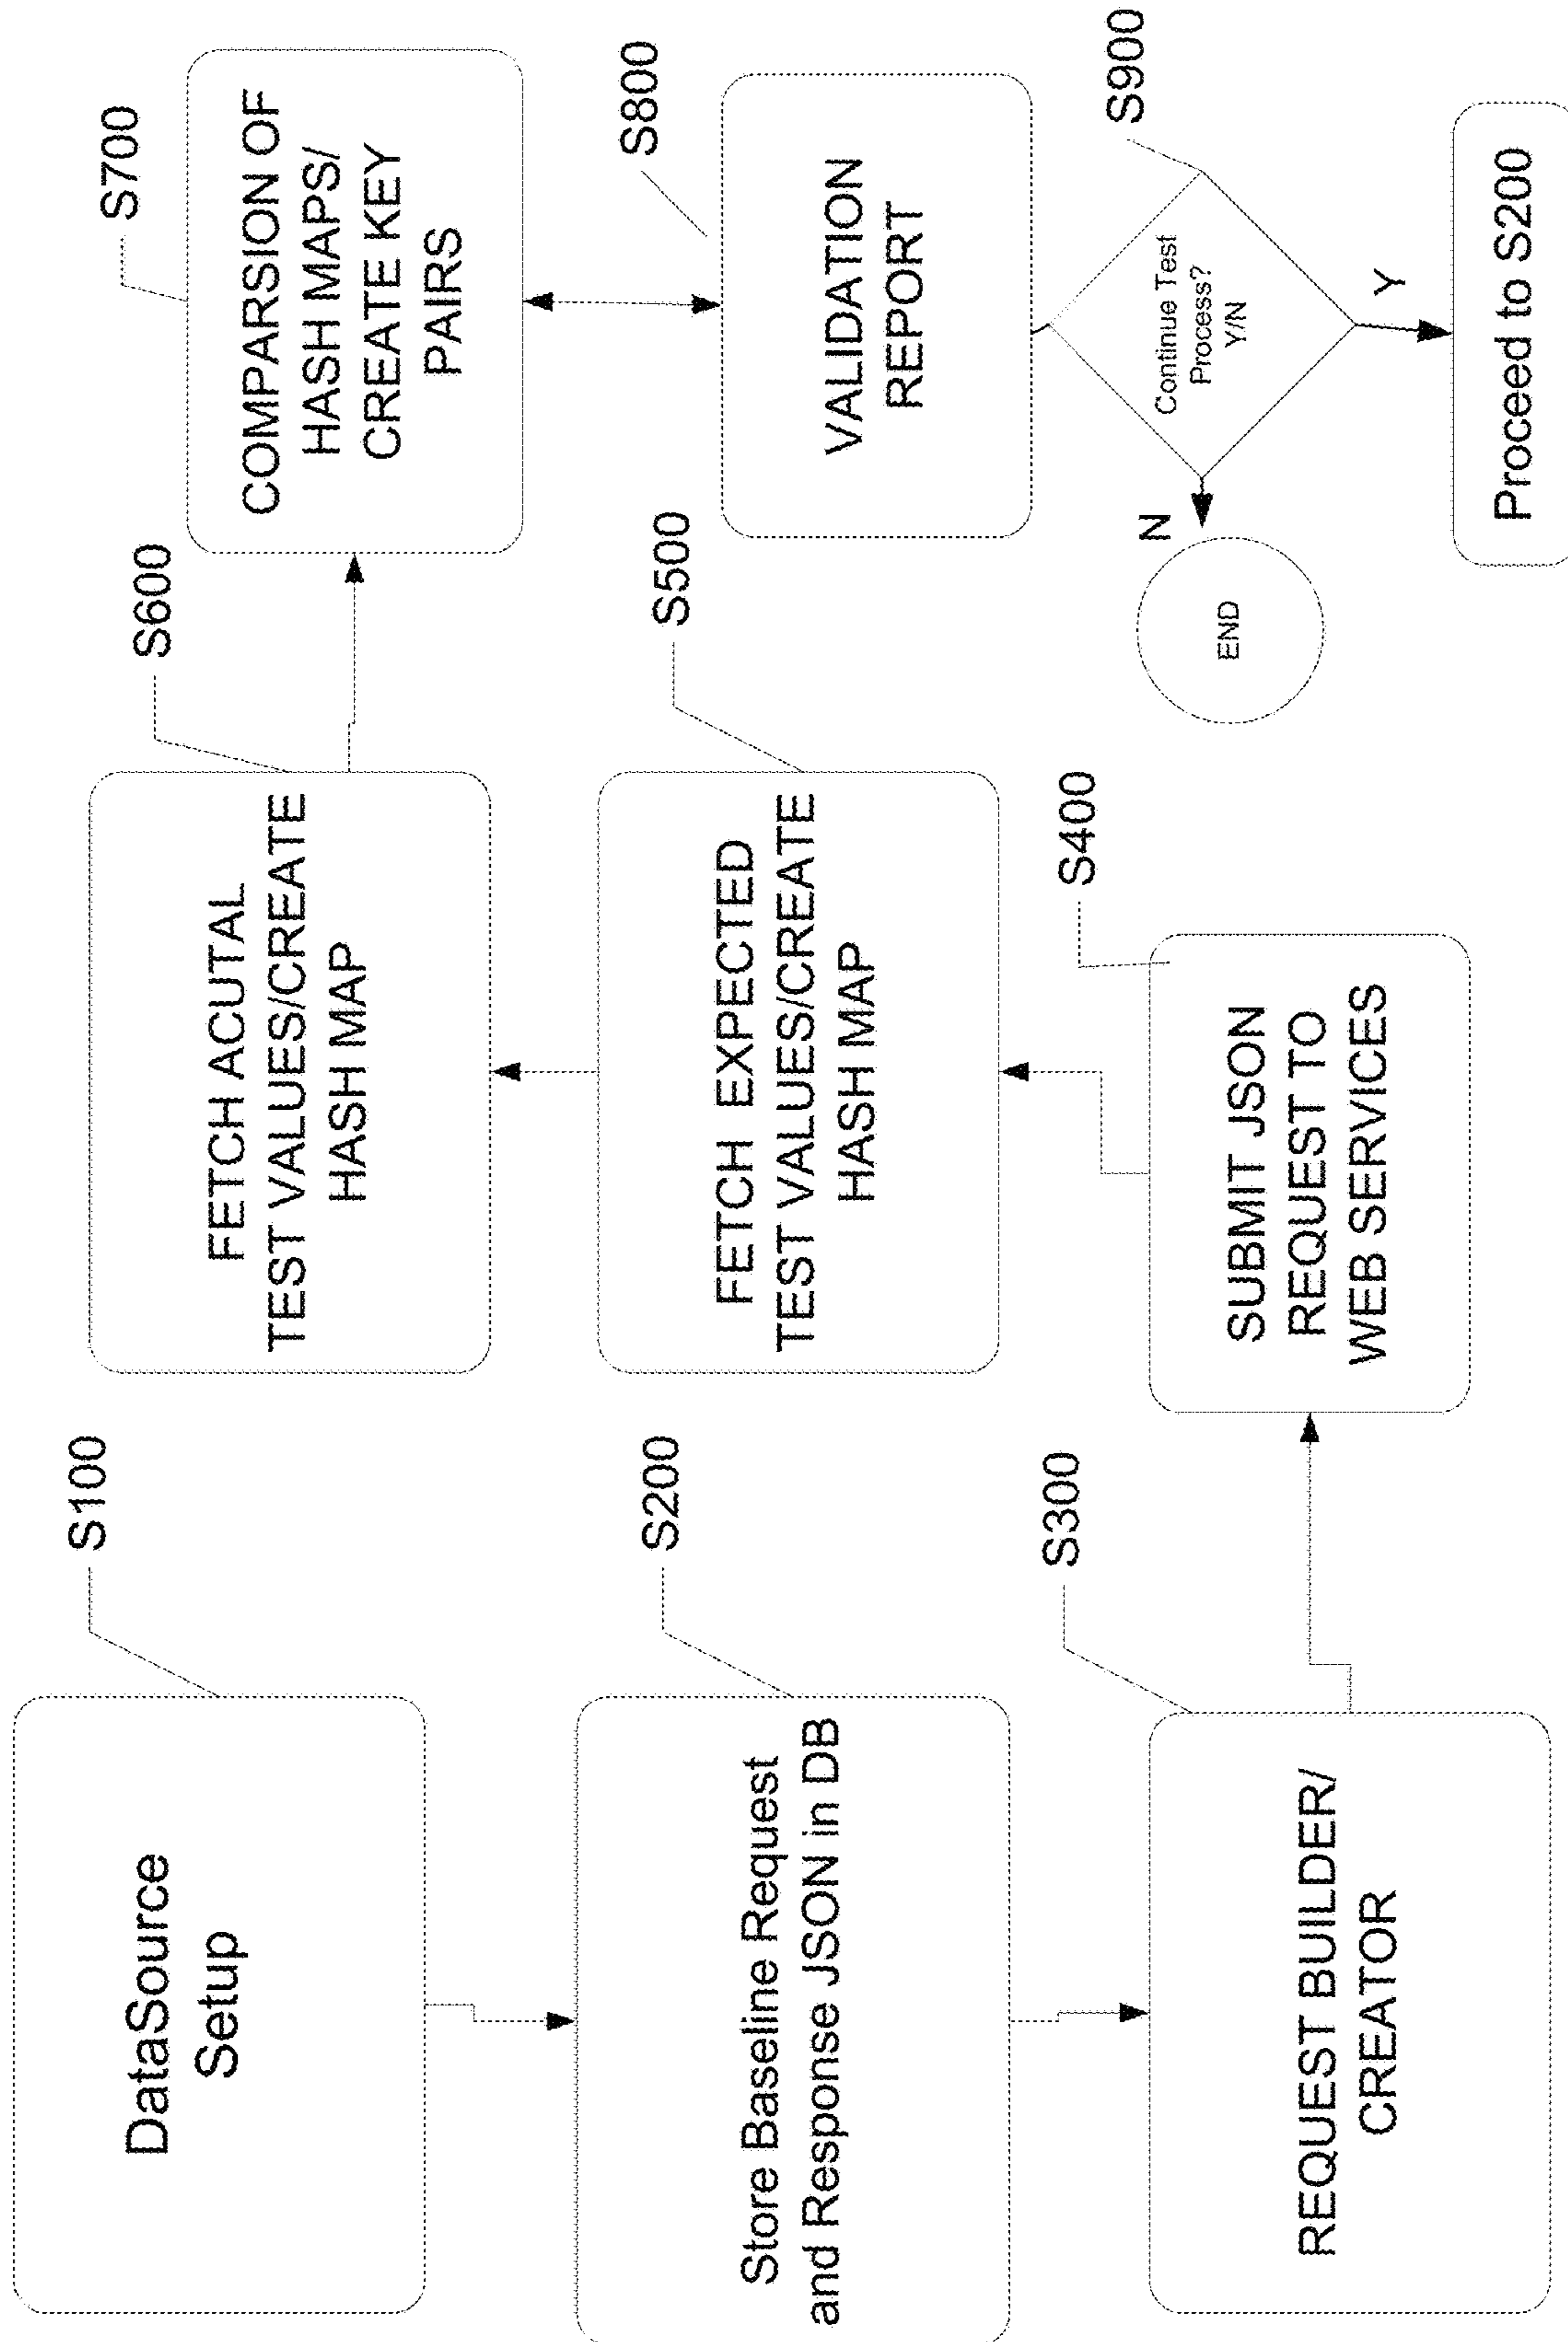 S100
DataSource
Setup
S200
Store Baseline Request
and Response JSON in DB
S300
REQUEST BUILDER/
CREATOR
S400
SUBMIT JSON
REQUEST TO
WEB SERVICES
S500
FETCH EXPECTED
TEST VALUES/CREATE
HASH MAP
S600
FETCH ACUTAL
TEST VALUES/CREATE
HASH MAP
S700
COMPARSION OF
HASH MAPS/
CREATE KEY
PAIRS
S800
VALIDATION
REPORT
S900
Continue Test
Process?
Y/N
N
END
Y
Proceed to S200